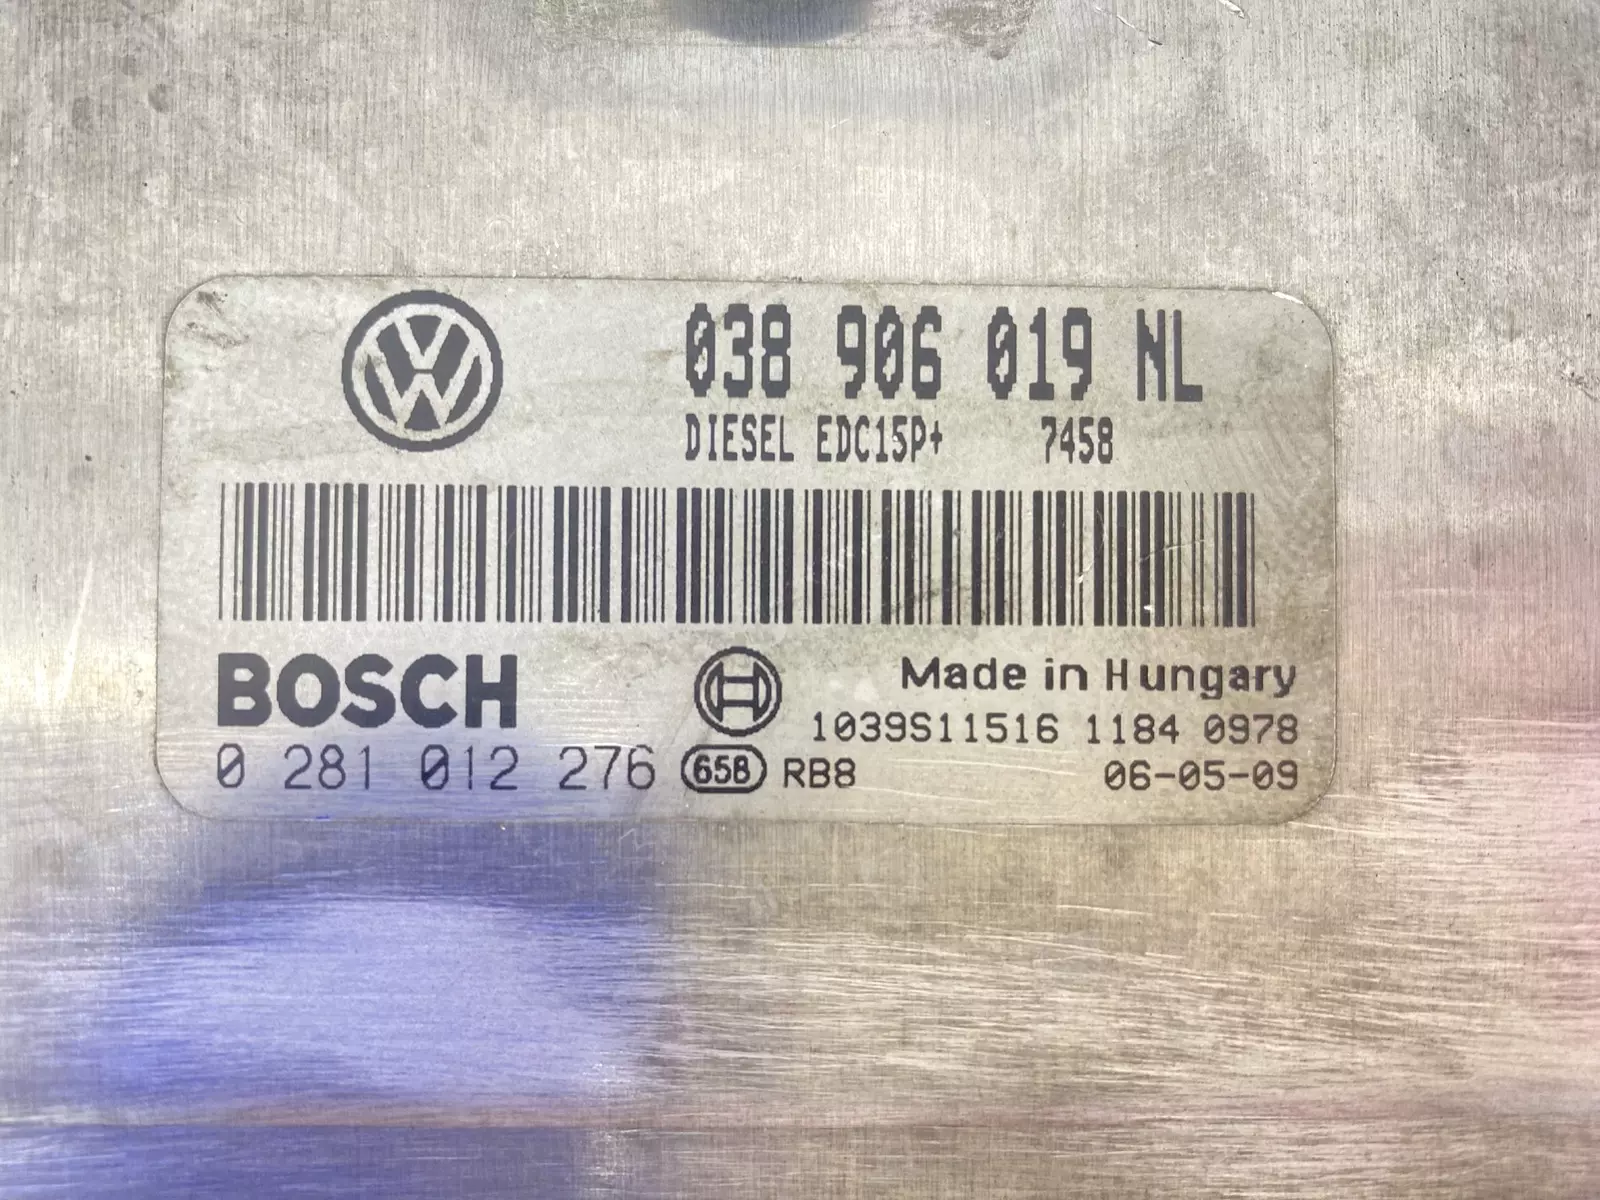 038 906 019 NL
DIESEL EDC15P+ 7458
BOSCH
Made in Hungary
1039S11516 1184 0978
0 281 012 276 658 RB8 06-05-09